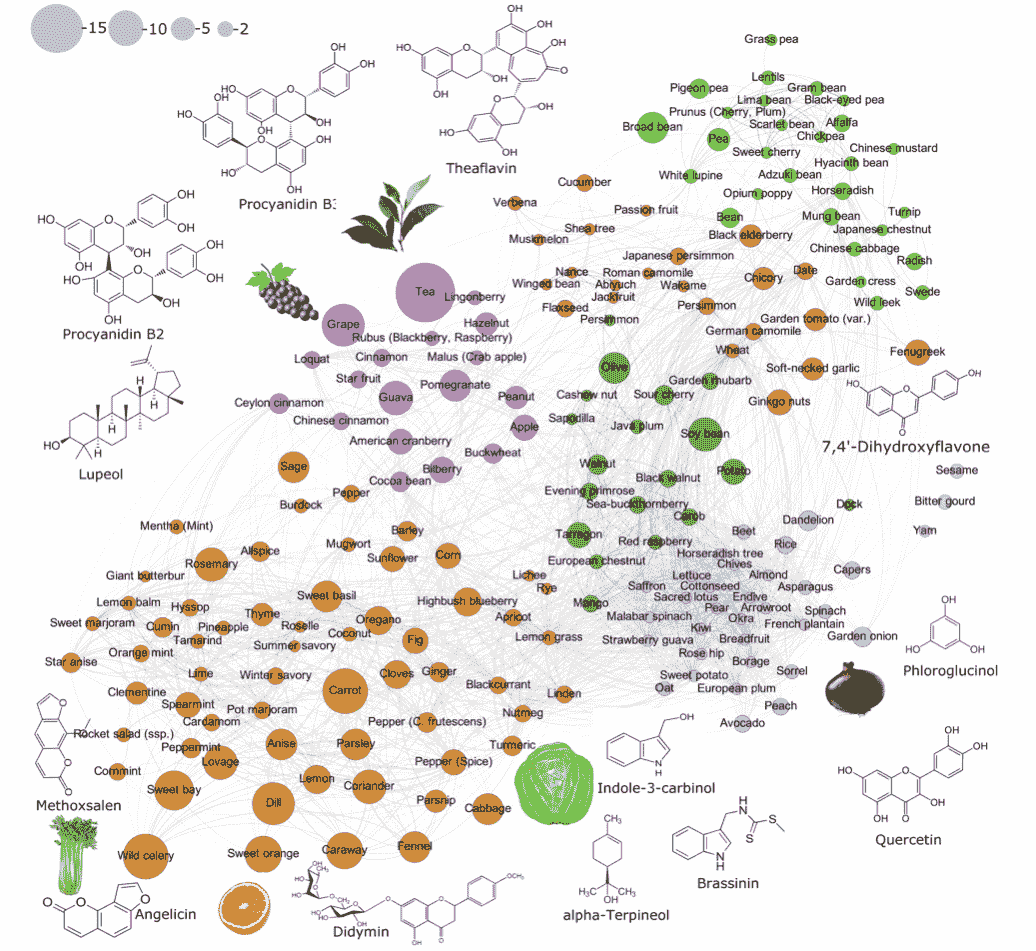 -15 -10 -5 -2
Grass pea
Lentils
Pigeon pea
Gram bean
Lima bean
Black-eyed pea
Prunus (Cherry, Plum)
Broad bean
Scarlet bean
Alfalfa
Pea
Chickpea
Chinese mustard
Sweet cherry
Hyacinth bean
White lupine
Adzuki bean
Opium poppy
Horseradish
Theaflavin
Procyanidin B
Procyanidin B2
Lupeol
Cucumber
Verbena
Passion fruit
Bean
Mung bean
Turnip
Shea tree
Black elderberry
Japanese chestnut
Muskmelon
Chinese cabbage
Japanese persimmon
Radish
Nance
Roman camomile
Chicory
Date
Winged bean
Abiyuch
Wakame
Garden cress
Jackfruit
Swede
Flaxseed
Persimmon
Wild leek
Persimmon
Garden tomato (var.)
German camomile
Wheat
Fenugreek
Soft-necked garlic
Ginkgo nuts
7,4'-Dihydroxyflavone
Tea
Lingonberry
Grape
Hazelnut
Rubus (Blackberry, Raspberry)
Loquat
Cinnamon
Malus (Crab apple)
Star fruit
Pomegranate
Ceylon cinnamon
Guava
Peanut
Chinese cinnamon
Apple
American cranberry
Buckwheat
Bilberry
Cocoa bean
Olive
Garden rhubarb
Cashew nut
Sour cherry
Sapodilla
Java plum
Soy bean
Walnut
Potato
Black walnut
Evening primrose
Sea-buckthornberry
Carob
Tarragon
Red raspberry
European chestnut
Mango
Sesame
Dock
Bitter gourd
Dandelion
Yam
Beet
Rice
Horseradish tree
Chives
Capers
Lettuce
Almond
Saffron
Cottonseed
Asparagus
Sacred lotus
Endive
Pear
Arrowroot
Spinach
Malabar spinach
Okra
French plantain
Kiwi
Strawberry guava
Breadfruit
Garden onion
Rose hip
Borage
Sweet potato
Sorrel
Oat
European plum
Peach
Avocado
Phloroglucinol
Sage
Pepper
Burdock
Mentha (Mint)
Barley
Mugwort
Allspice
Sunflower
Corn
Rosemary
Giant butterbur
Lichee
Rye
Sweet basil
Highbush blueberry
Lemon balm
Hyssop
Thyme
Apricot
Sweet marjoram
Cumin
Pineapple
Roselle
Oregano
Tamarind
Coconut
Fig
Lemon grass
Summer savory
Orange mint
Star anise
Lime
Winter savory
Cloves
Ginger
Clementine
Carrot
Blackcurrant
Linden
Spearmint
Pot marjoram
Cardamom
Pepper (C. frutescens)
Nutmeg
Rocket salad (ssp.)
Peppermint
Anise
Parsley
Turmeric
Lovage
Pepper (Spice)
Cornmint
Lemon
Sweet bay
Coriander
Dill
Parsnip
Cabbage
Wild celery
Sweet orange
Caraway
Fennel
Methoxsalen
Angelicin
Didymin
alpha-Terpineol
Indole-3-carbinol
Brassinin
Quercetin